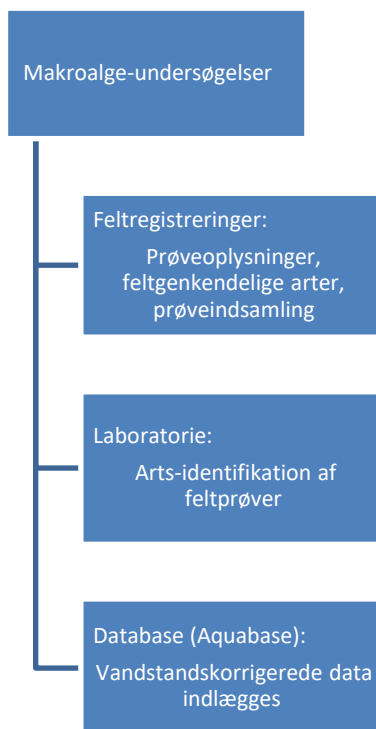 Makroalge-undersøgelser
Feltregistreringer:
Prøveoplysninger,
feltgenkendelige arter,
prøveindsamling
Laboratorie:
Arts-identifikation af
feltprøver
Database (Aquabase):
Vandstandskorrigerede data
indlægges